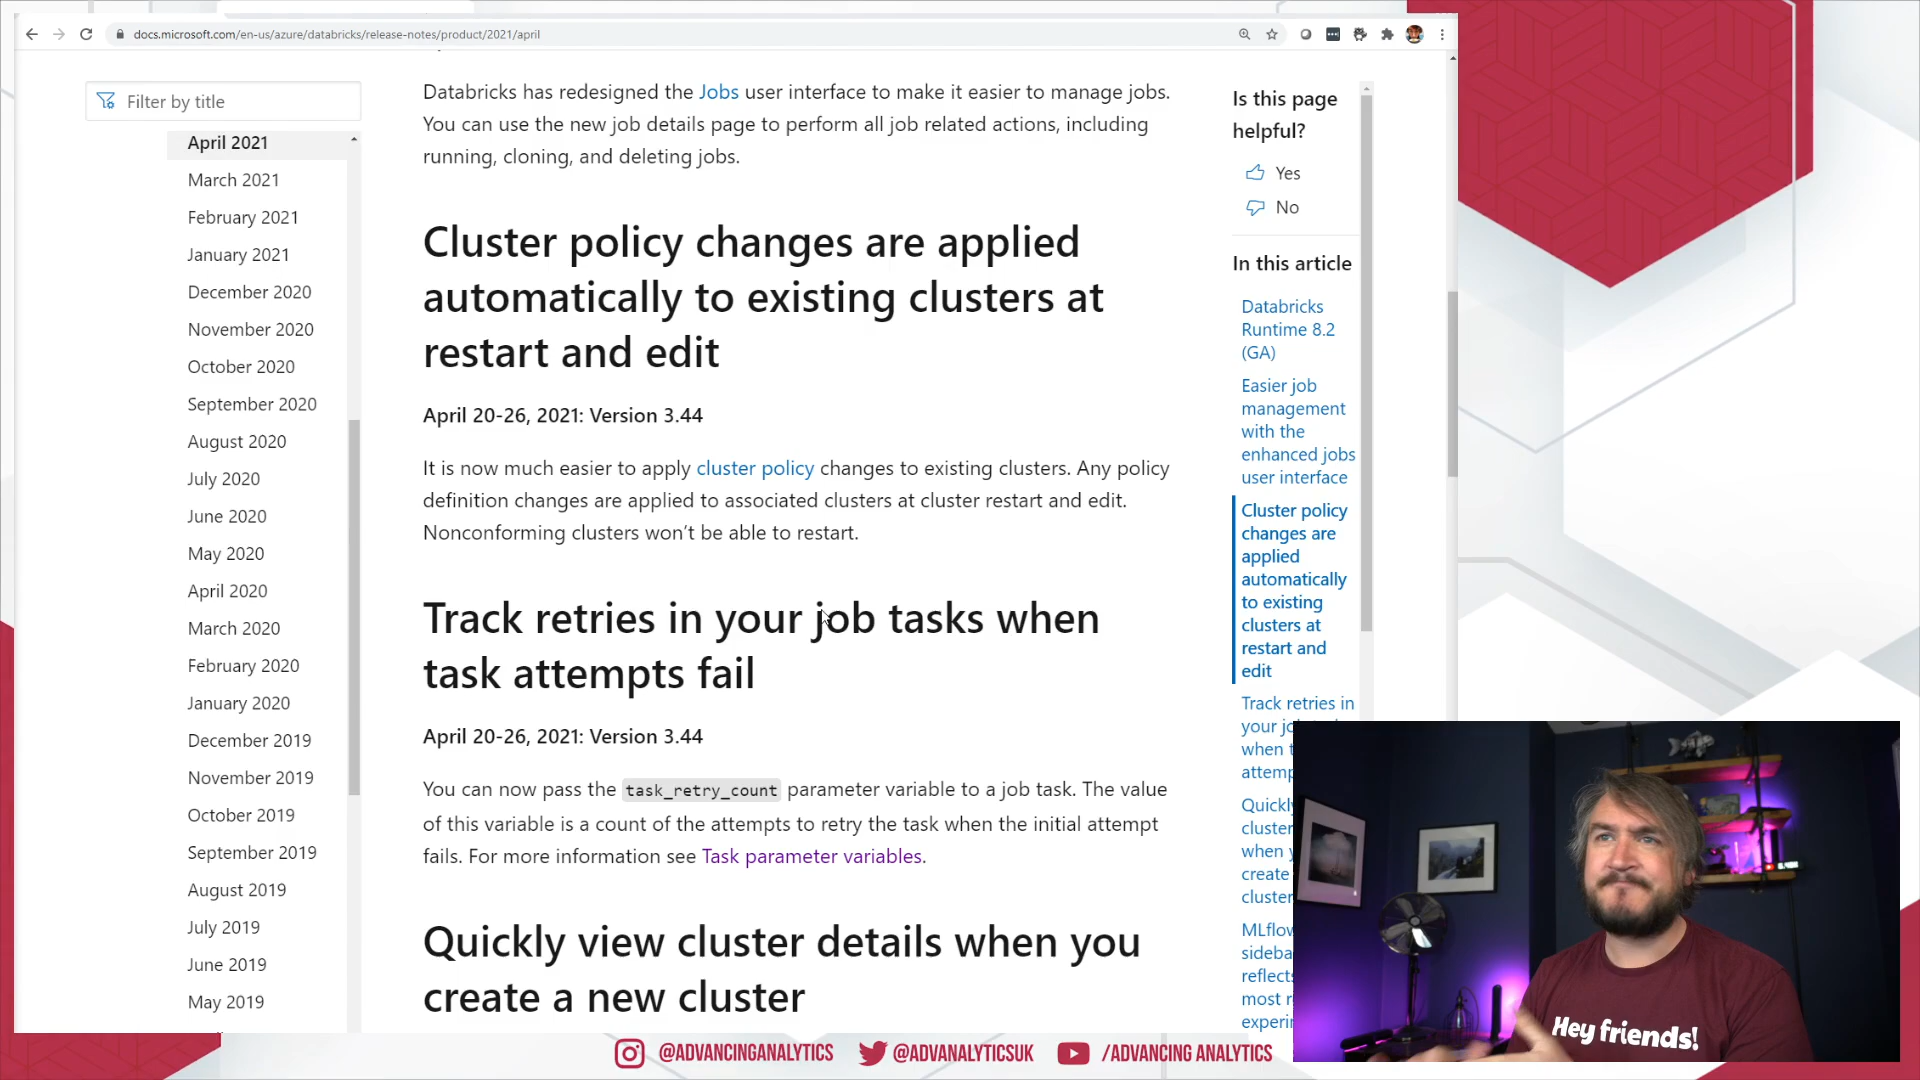 docs.microsoft.com/en-us/azure/databricks/release-notes/product/2021/april
Filter by title
April 2021
March 2021
February 2021
January 2021
December 2020
November 2020
October 2020
September 2020
August 2020
July 2020
June 2020
May 2020
April 2020
March 2020
February 2020
January 2020
December 2019
November 2019
October 2019
September 2019
August 2019
July 2019
June 2019
May 2019
Databricks has redesigned the Jobs user interface to make it easier to manage jobs.
You can use the new job details page to perform all job related actions, including
running, cloning, and deleting jobs.
Cluster policy changes are applied
automatically to existing clusters at
restart and edit
April 20-26, 2021: Version 3.44
It is now much easier to apply cluster policy changes to existing clusters. Any policy
definition changes are applied to associated clusters at cluster restart and edit.
Nonconforming clusters won't be able to restart.
Track retries in your job tasks when
task attempts fail
April 20-26, 2021: Version 3.44
You can now pass the task_retry_count parameter variable to a job task. The value
of this variable is a count of the attempts to retry the task when the initial attempt
fails. For more information see Task parameter variables.
Quickly view cluster details when you
create a new cluster
Is this page
helpful?
Yes
No
In this article
Databricks
Runtime 8.2
(GA)
Easier job
management
with the
enhanced jobs
user interface
Cluster policy
changes are
applied
automatically
to existing
clusters at
restart and
edit
Track retries in
your
when
Quickly
cluster
when
create
cluster
MLflow
reflects
most
Hey friends!
@ADVANCINGANALYTICS
@ADVANALYTICSUK
/ADVANCING ANALYTICS